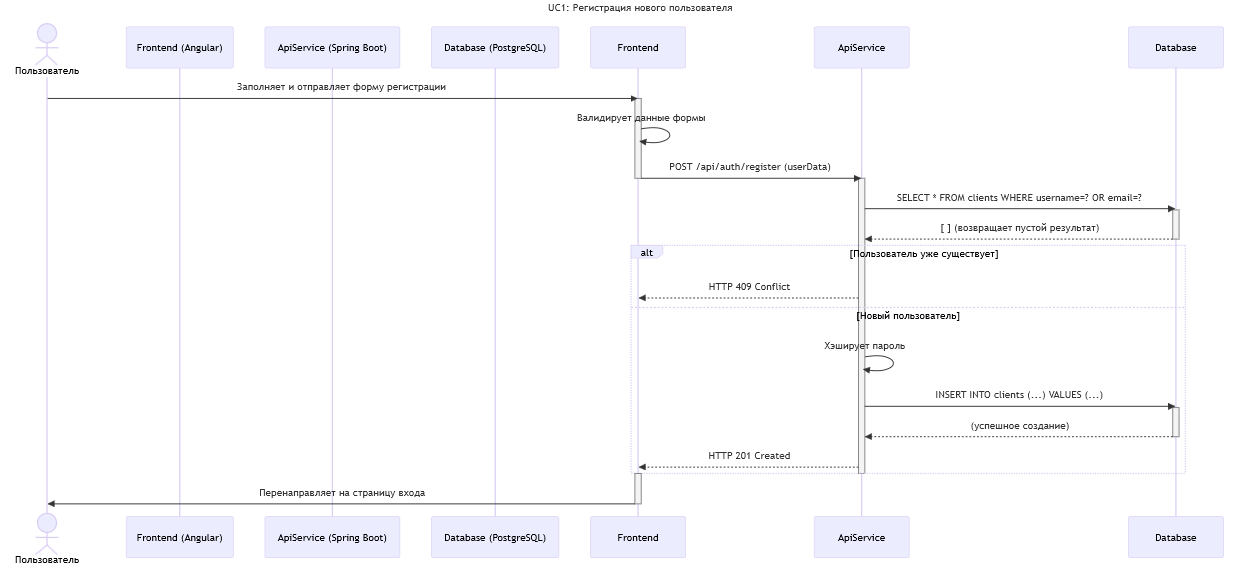 UC1: Регистрация нового пользователя
Пользователь
Frontend (Angular)
ApiService (Spring Boot)
Database (PostgreSQL)
Frontend
ApiService
Database
Заполняет и отправляет форму регистрации
Валидирует данные формы
POST /api/auth/register (userData)
SELECT * FROM clients WHERE username=? OR email=?
[ ] (возвращает пустой результат)
alt
[Пользователь уже существует]
HTTP 409 Conflict
[Новый пользователь]
Хэширует пароль
INSERT INTO clients (...) VALUES (...)
(успешное создание)
HTTP 201 Created
Перенаправляет на страницу входа
Пользователь
Frontend (Angular)
ApiService (Spring Boot)
Database (PostgreSQL)
Frontend
ApiService
Database